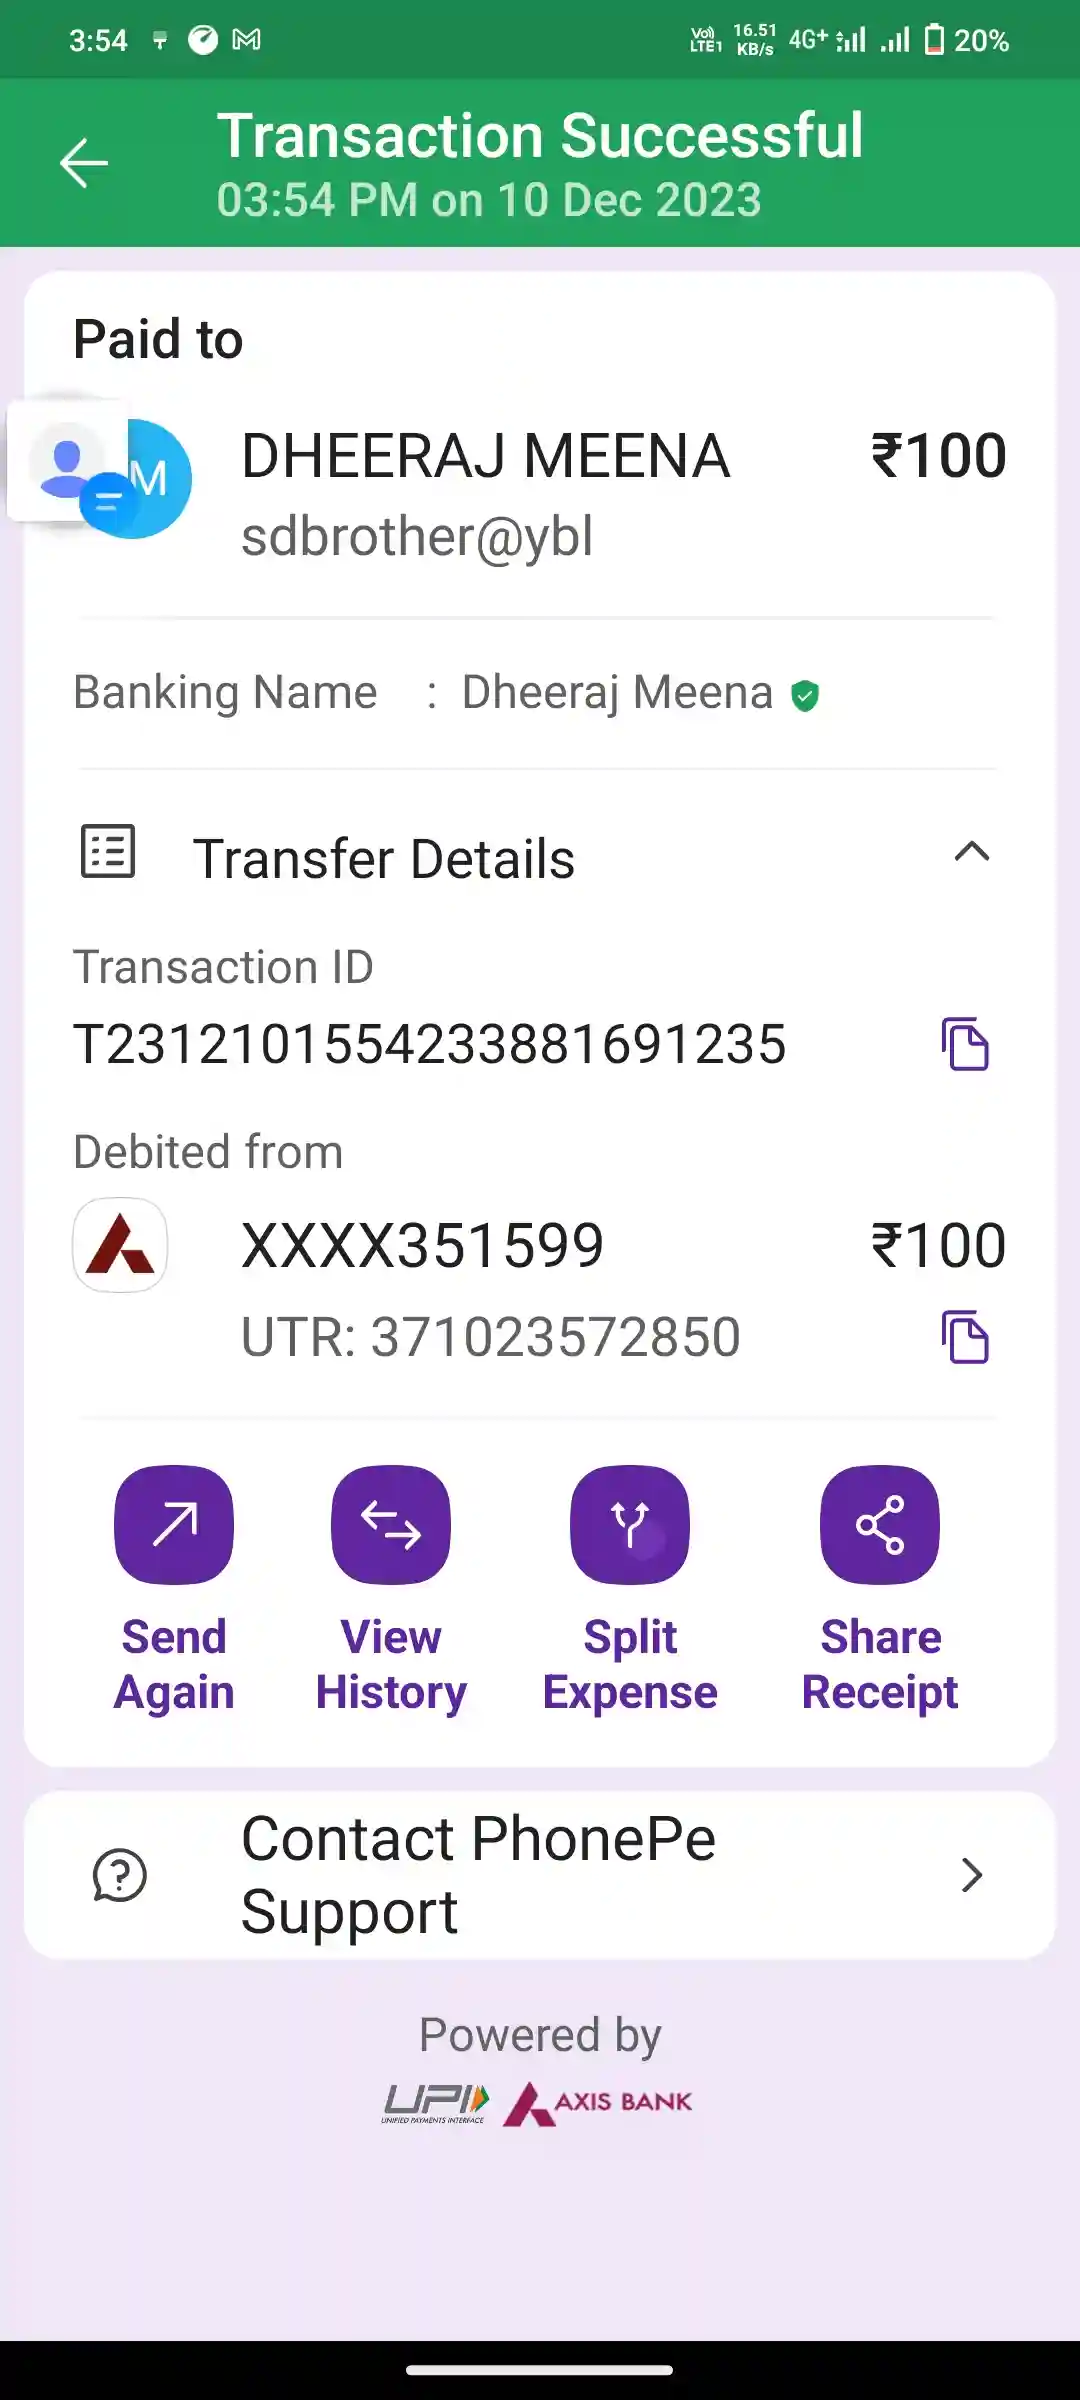 3:54
Vo)) LTE1 16.51 KB/s 4G+ 20%
Transaction Successful
03:54 PM on 10 Dec 2023
Paid to
M
DHEERAJ MEENA ₹100
sdbrother@ybl
Banking Name : Dheeraj Meena
Transfer Details
Transaction ID
T2312101554233881691235
Debited from
XXXX351599 ₹100
UTR: 371023572850
Send Again
View History
Split Expense
Share Receipt
Contact PhonePe
Support
Powered by
UPI UNIFIED PAYMENTS INTERFACE AXIS BANK